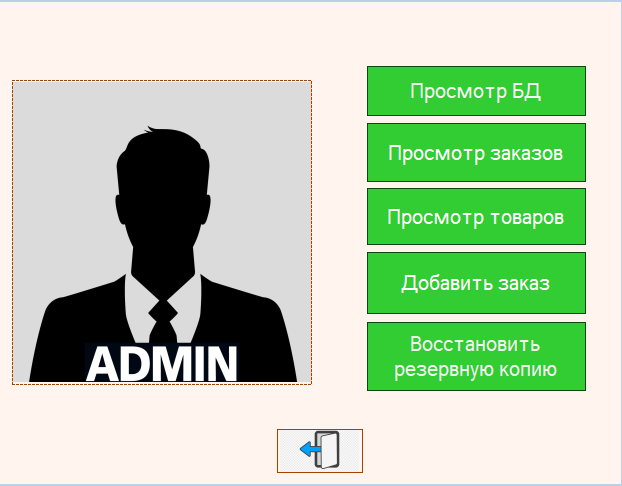 Просмотр БД
Просмотр заказов
Просмотр товаров
Добавить заказ
Восстановить
резервную копию
ADMIN